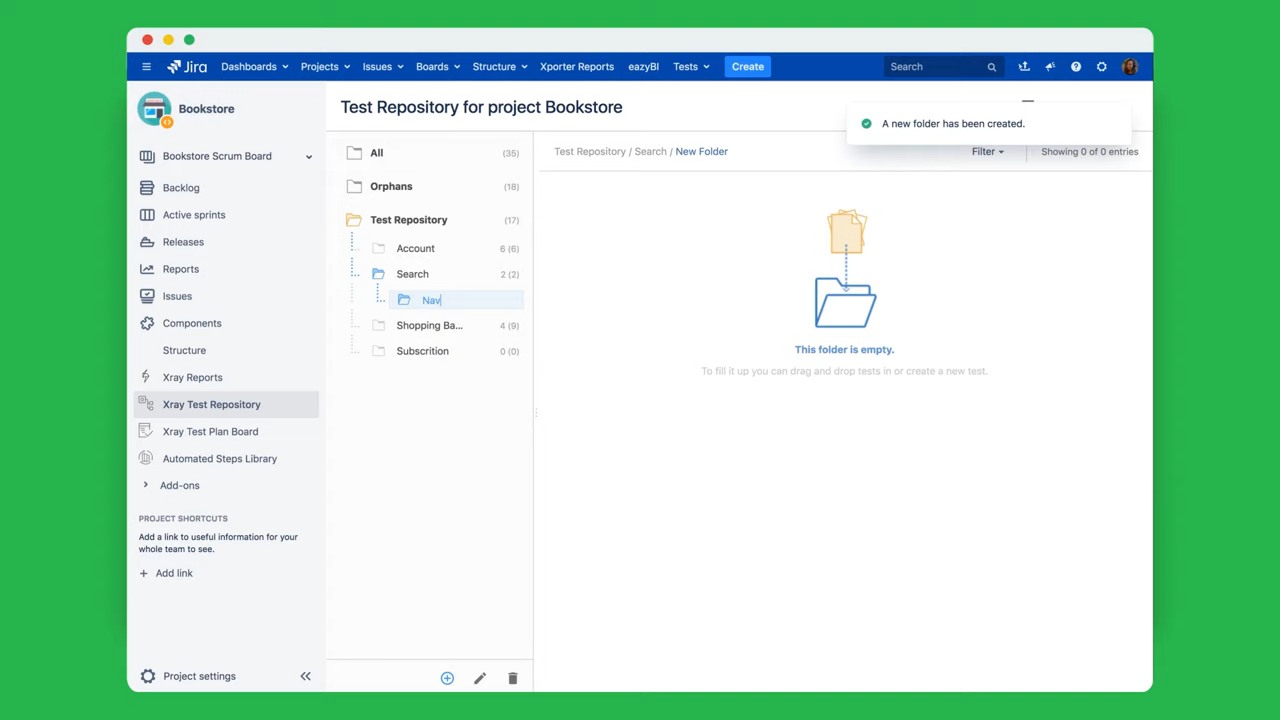 Jira Dashboards Projects Issues Boards Structure Xporter Reports eazyBI Tests Create Search
Bookstore
Bookstore Scrum Board
Backlog
Active sprints
Releases
Reports
Issues
Components
Structure
Xray Reports
Xray Test Repository
Xray Test Plan Board
Automated Steps Library
Add-ons
PROJECT SHORTCUTS
Add a link to useful information for your
whole team to see.
+ Add link
Project settings
Test Repository for project Bookstore
A new folder has been created.
All (35)
Orphans (18)
Test Repository (17)
Account 6 (6)
Search 2 (2)
Nav
Shopping Ba... 4 (9)
Subscrition 0 (0)
Test Repository / Search / New Folder
Filter
Showing 0 of 0 entries
This folder is empty.
To fill it up you can drag and drop tests in or create a new test.